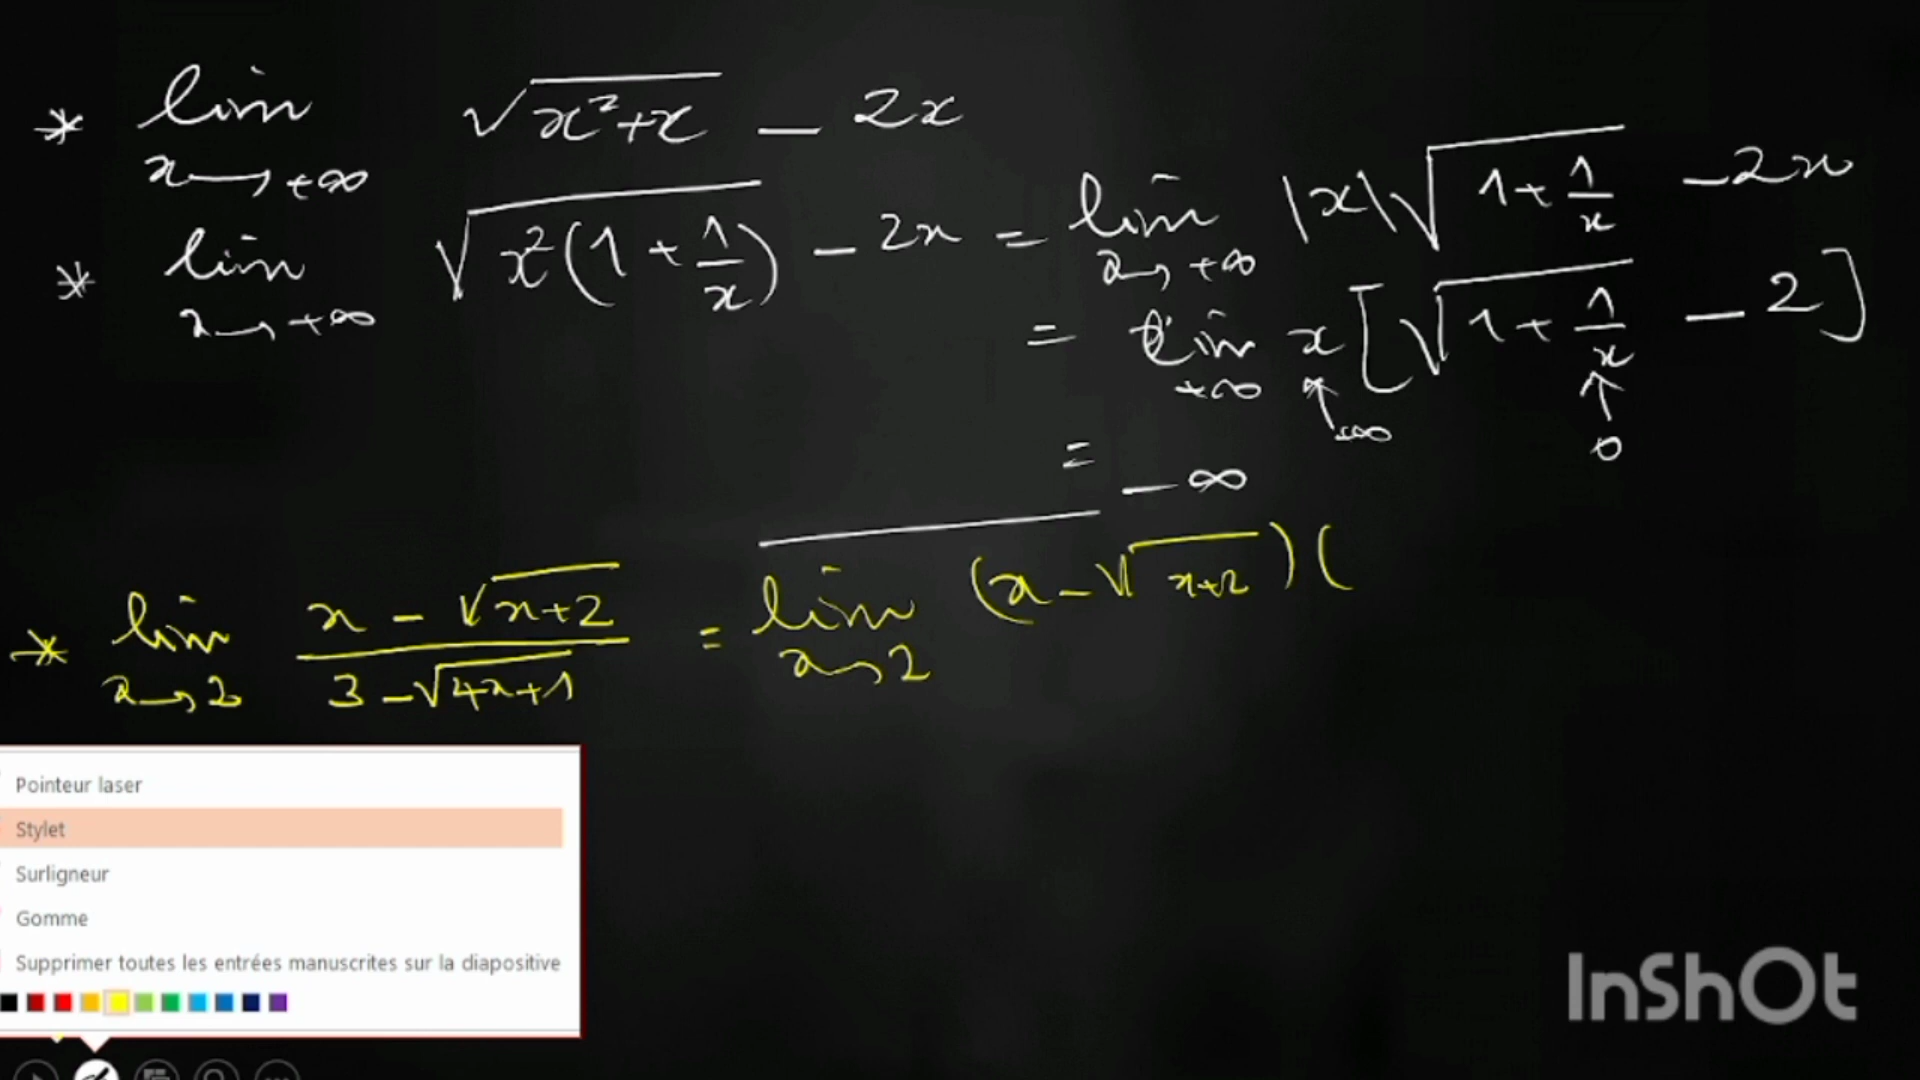 * lim √(x²+x) − 2x
x→+∞
* lim √(x²(1+1/x)) − 2x = lim |x|√(1+1/x) − 2x
x→+∞ x→+∞
= lim x[√(1+1/x) − 2]
+∞ ↑ ↑
+∞ 0
= −∞
* lim (x − √(x+2))/(3 − √(4x+1)) = lim (x − √(x+2))(
x→2 x→2
Pointeur laser
Stylet
Surligneur
Gomme
Supprimer toutes les entrées manuscrites sur la diapositive
InShOt